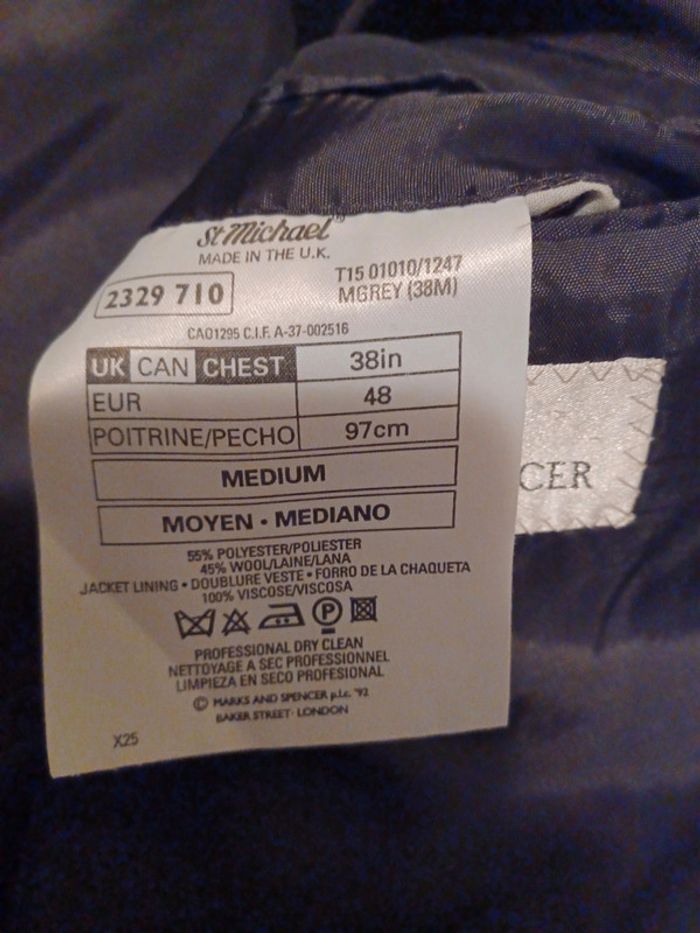 St Michael™
MADE IN THE U.K.
2329 710
T15 01010/1247
MGREY (38M)
CA01295 C.I.F. A-37-002516
UK CAN CHEST 38in
EUR 48
POITRINE/PECHO 97cm
MEDIUM
MOYEN • MEDIANO
55% POLYESTER/POLIESTER
45% WOOL/LAINE/LANA
JACKET LINING • DOUBLURE VESTE • FORRO DE LA CHAQUETA
100% VISCOSE/VISCOSA
P
PROFESSIONAL DRY CLEAN
NETTOYAGE A SEC PROFESSIONNEL
LIMPIEZA EN SECO PROFESIONAL
© MARKS AND SPENCER p.l.c. '92
BAKER STREET · LONDON
X25
CER